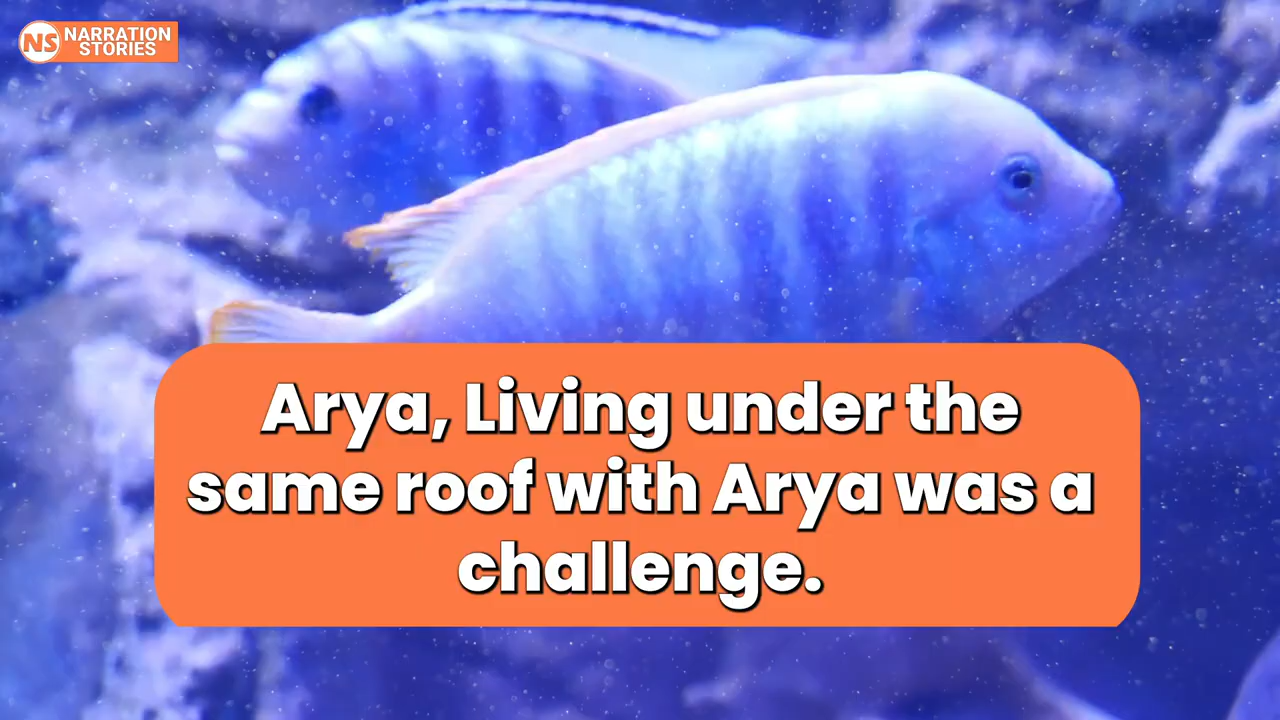 NS NARRATION
STORIES
Arya, Living under the
same roof with Arya was a
challenge.